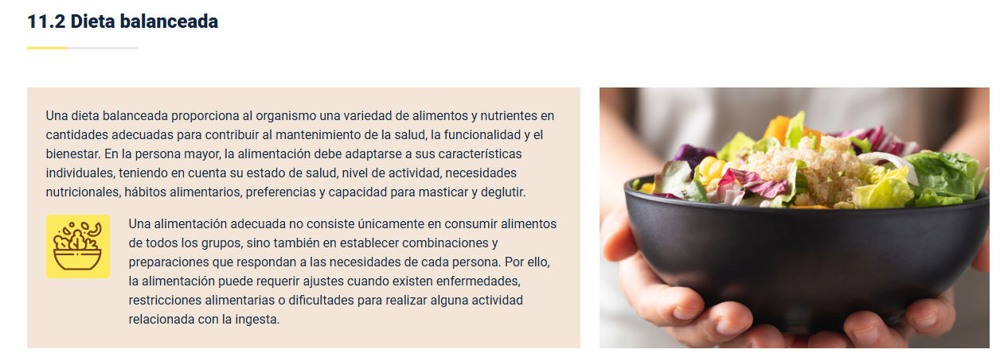 11.2 Dieta balanceada
Una dieta balanceada proporciona al organismo una variedad de alimentos y nutrientes en
cantidades adecuadas para contribuir al mantenimiento de la salud, la funcionalidad y el
bienestar. En la persona mayor, la alimentación debe adaptarse a sus características
individuales, teniendo en cuenta su estado de salud, nivel de actividad, necesidades
nutricionales, hábitos alimentarios, preferencias y capacidad para masticar y deglutir.
Una alimentación adecuada no consiste únicamente en consumir alimentos
de todos los grupos, sino también en establecer combinaciones y
preparaciones que respondan a las necesidades de cada persona. Por ello,
la alimentación puede requerir ajustes cuando existen enfermedades,
restricciones alimentarias o dificultades para realizar alguna actividad
relacionada con la ingesta.